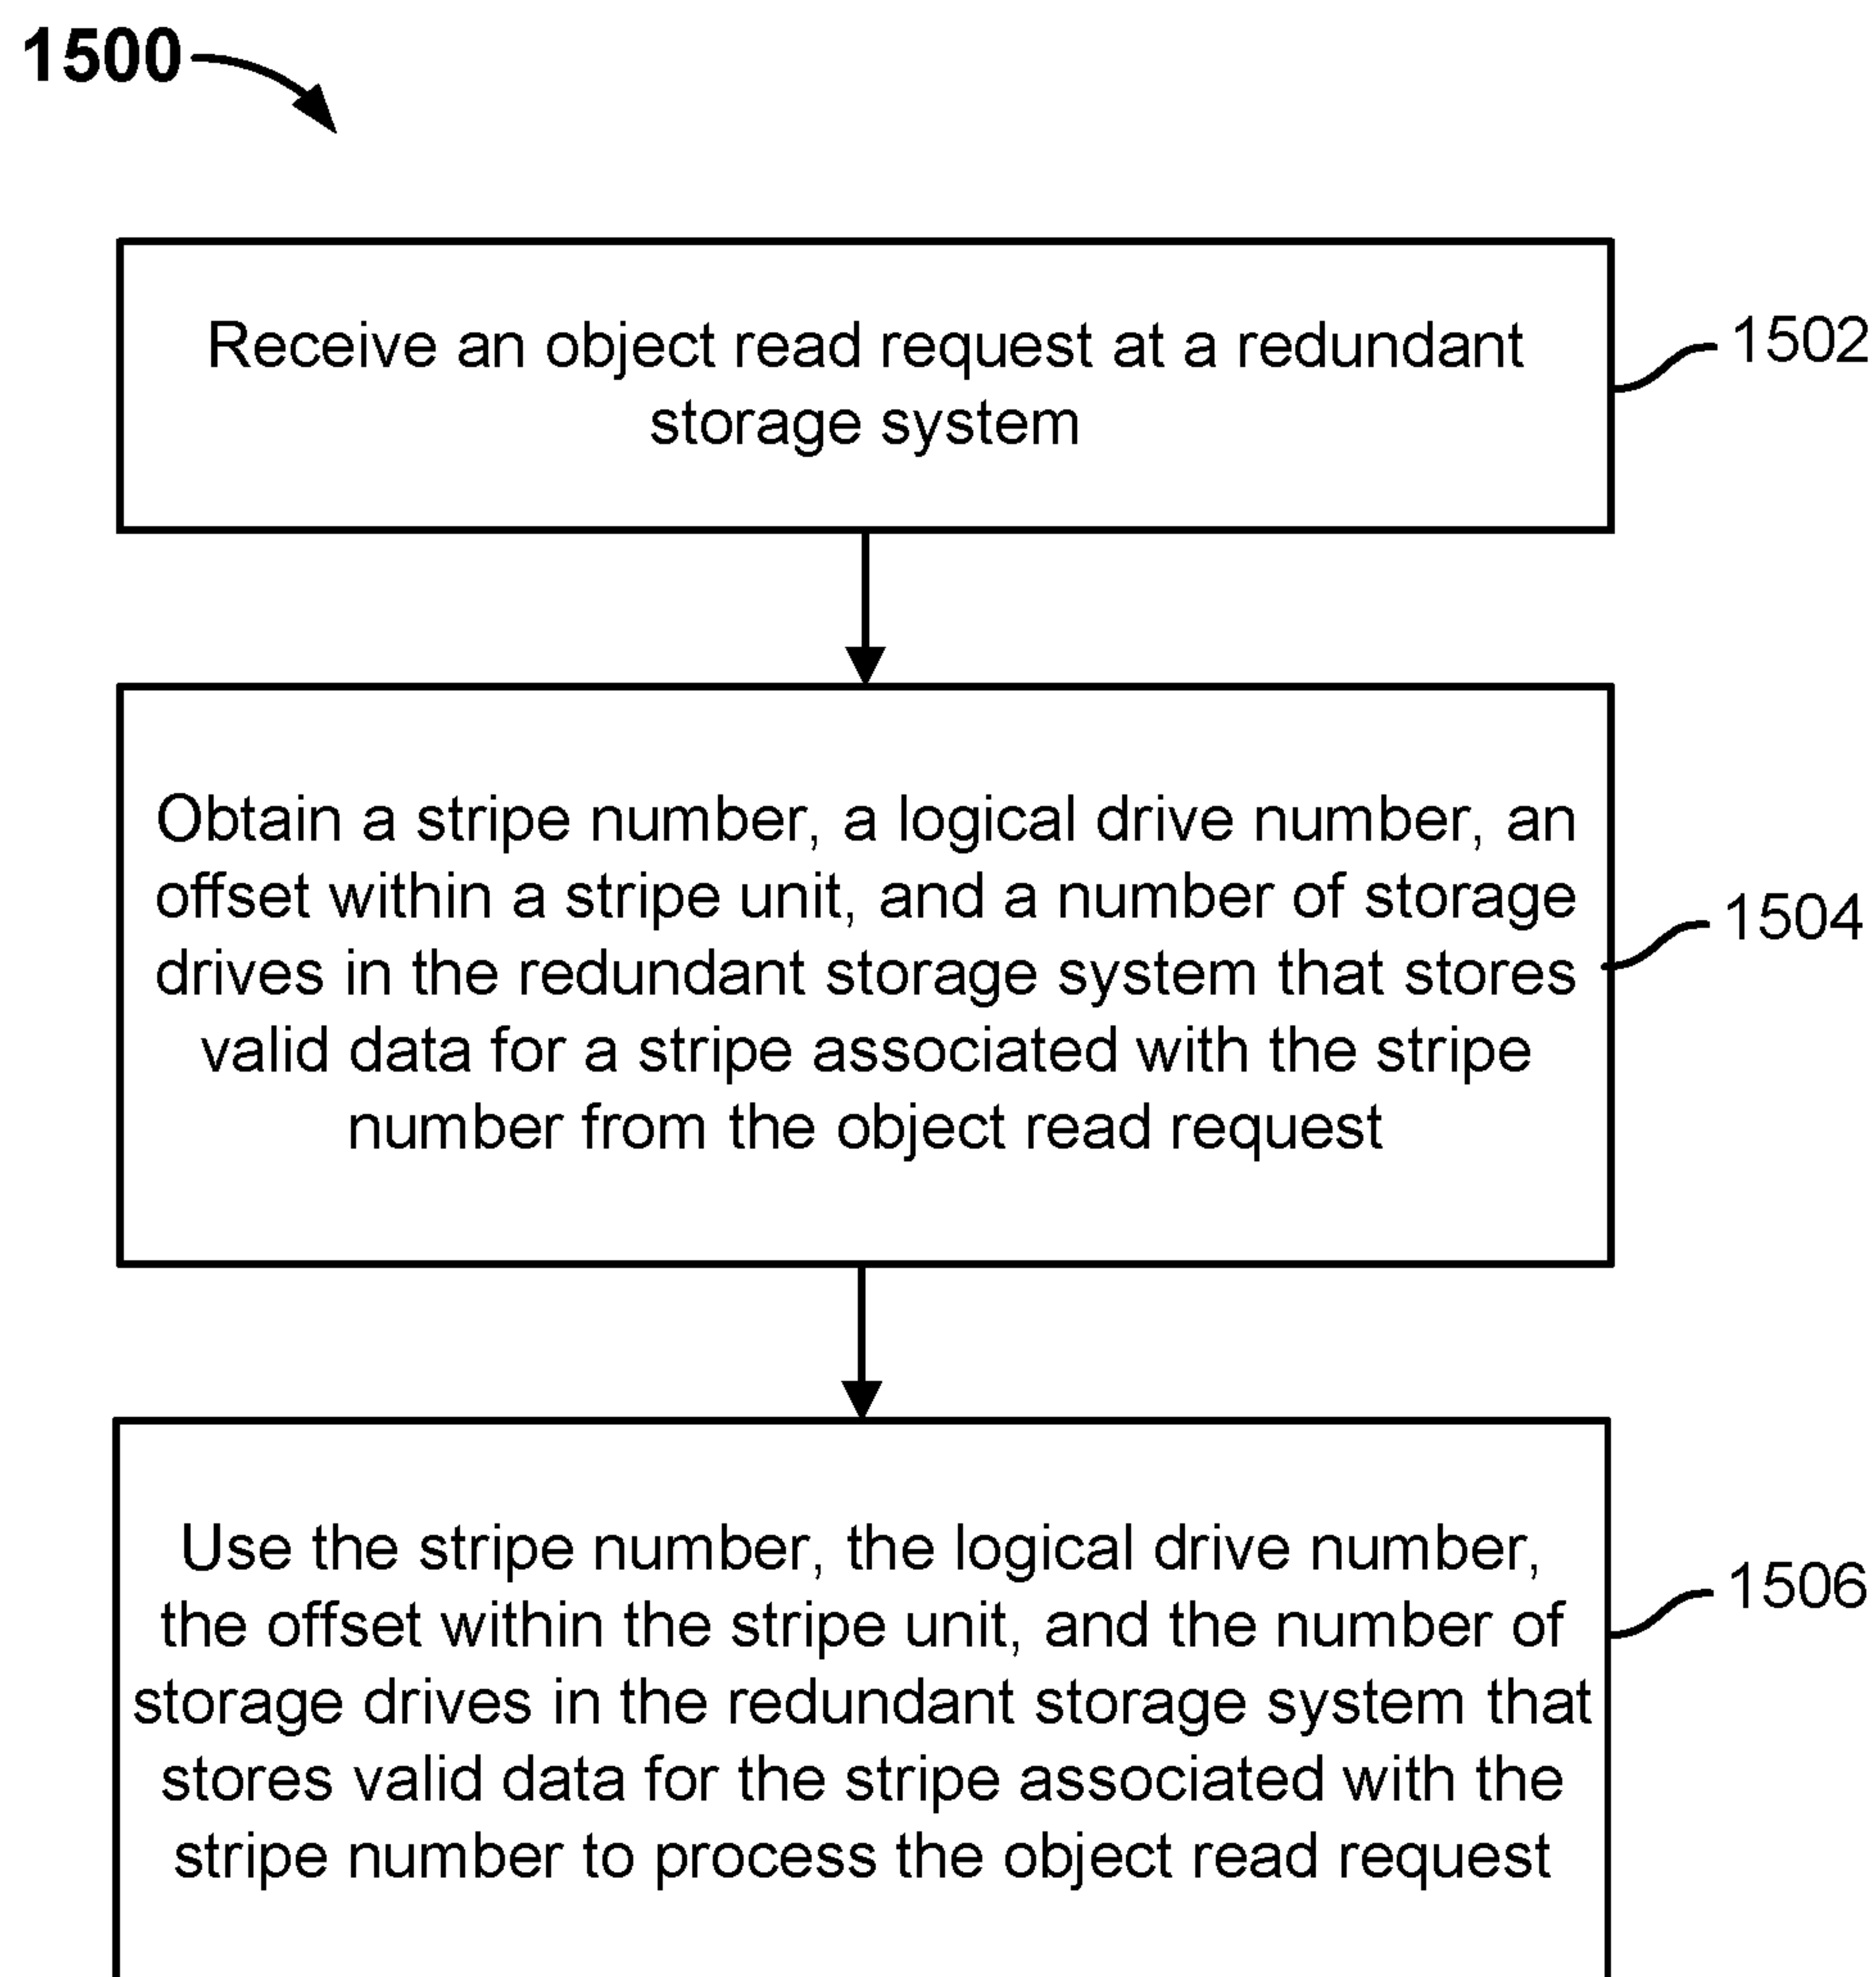 1500
Receive an object read request at a redundant
storage system
1502
Obtain a stripe number, a logical drive number, an
offset within a stripe unit, and a number of storage
drives in the redundant storage system that stores
valid data for a stripe associated with the stripe
number from the object read request
1504
Use the stripe number, the logical drive number,
the offset within the stripe unit, and the number of
storage drives in the redundant storage system that
stores valid data for the stripe associated with the
stripe number to process the object read request
1506